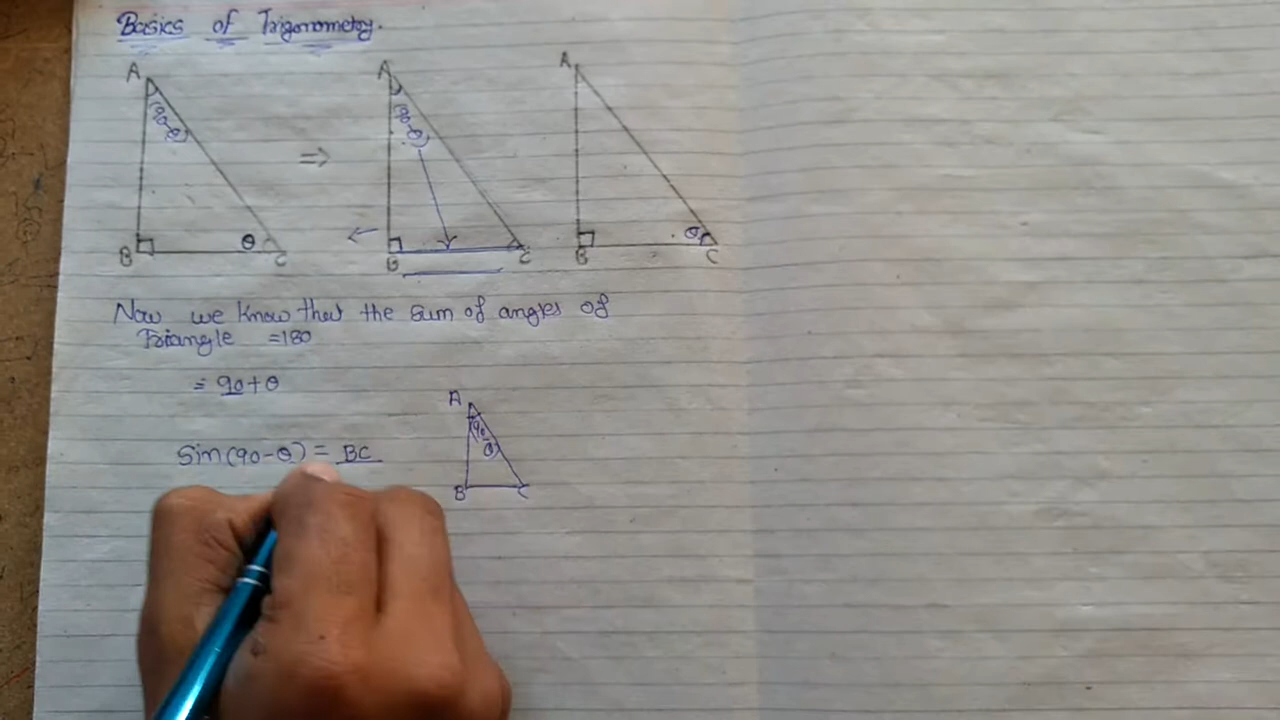 Basics of Trigonometry.
A
(90-θ)
B
θ
C
⇒
A
(90-θ)
←
B
C
A
B
θ
C
Now we know that the sum of angles of
Triangle =180
= 90+θ
Sin(90-θ) = BC
A
90-θ
B
C